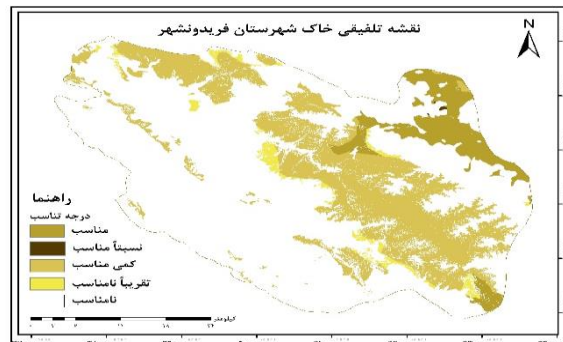 نقشه تلفیقی خاک شهرستان فریدونشهر
N
راهنما
درجه تناسب
مناسب
نسبتاً مناسب
کمی مناسب
تقریباً نامناسب
نامناسب
کیلومتر